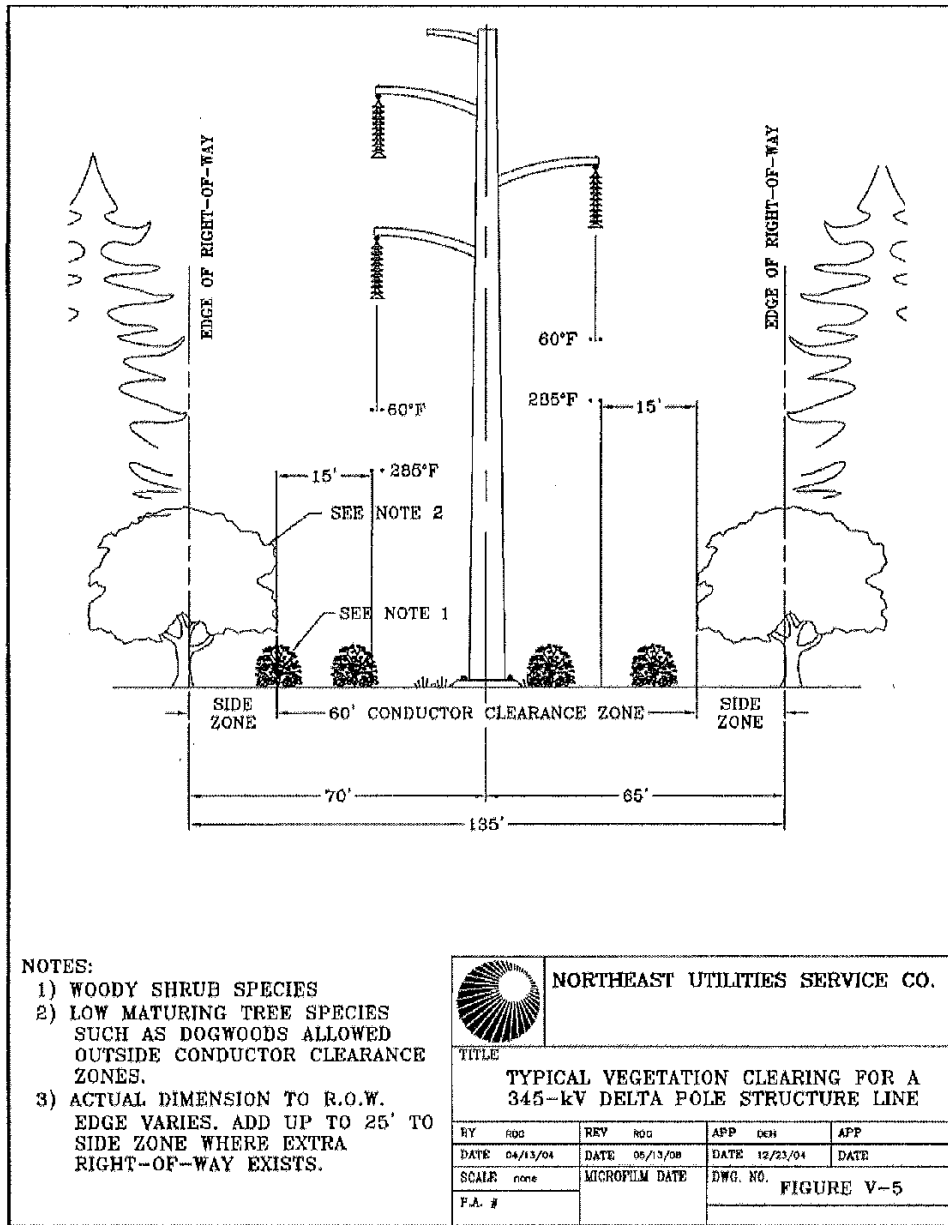 EDGE OF RIGHT-OF-WAY
EDGE OF RIGHT-OF-WAY
60°F
285°F
15'
60°F
15'
285°F
SEE NOTE 2
SEE NOTE 1
SIDE
ZONE
60' CONDUCTOR CLEARANCE ZONE
SIDE
ZONE
70'
65'
135'
NOTES:
1) WOODY SHRUB SPECIES
2) LOW MATURING TREE SPECIES
SUCH AS DOGWOODS ALLOWED
OUTSIDE CONDUCTOR CLEARANCE
ZONES.
3) ACTUAL DIMENSION TO R.O.W.
EDGE VARIES. ADD UP TO 25' TO
SIDE ZONE WHERE EXTRA
RIGHT-OF-WAY EXISTS.
NORTHEAST UTILITIES SERVICE CO.
TITLE
TYPICAL VEGETATION CLEARING FOR A
345-kV DELTA POLE STRUCTURE LINE
BY REV APP APP
DATE 04/13/04 DATE 05/13/08 DATE 12/23/04 DATE
SCALE none MICROFILM DATE DWG. NO. FIGURE V-5
F.A. #